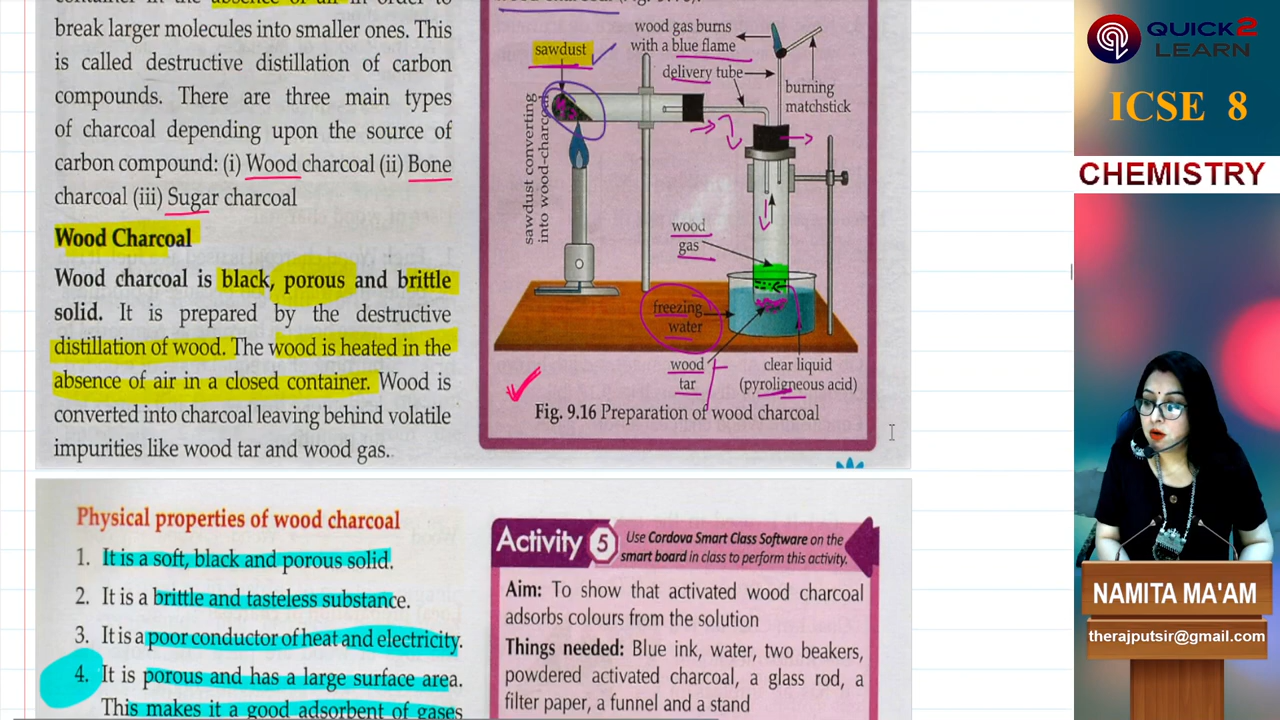 container in the absence of air in order to
break larger molecules into smaller ones. This
is called destructive distillation of carbon
compounds. There are three main types
of charcoal depending upon the source of
carbon compound: (i) Wood charcoal (ii) Bone
charcoal (iii) Sugar charcoal
Wood Charcoal
Wood charcoal is black, porous and brittle
solid. It is prepared by the destructive
distillation of wood. The wood is heated in the
absence of air in a closed container. Wood is
converted into charcoal leaving behind volatile
impurities like wood tar and wood gas.
Physical properties of wood charcoal
1. It is a soft, black and porous solid.
2. It is a brittle and tasteless substance.
3. It is a poor conductor of heat and electricity.
4. It is porous and has a large surface area.
This makes it a good adsorbent of gases
wood gas burns
with a blue flame
sawdust
delivery tube
burning
matchstick
sawdust converting
into wood-charcoal
wood
gas
freezing
water
wood
tar
clear liquid
(pyroligneous acid)
Fig. 9.16 Preparation of wood charcoal
Activity 5
Use Cordova Smart Class Software on the
smart board in class to perform this activity.
Aim: To show that activated wood charcoal
adsorbs colours from the solution
Things needed: Blue ink, water, two beakers,
powdered activated charcoal, a glass rod, a
filter paper, a funnel and a stand
QUICK2
LEARN
ICSE 8
CHEMISTRY
NAMITA MA'AM
therajputsir@gmail.com